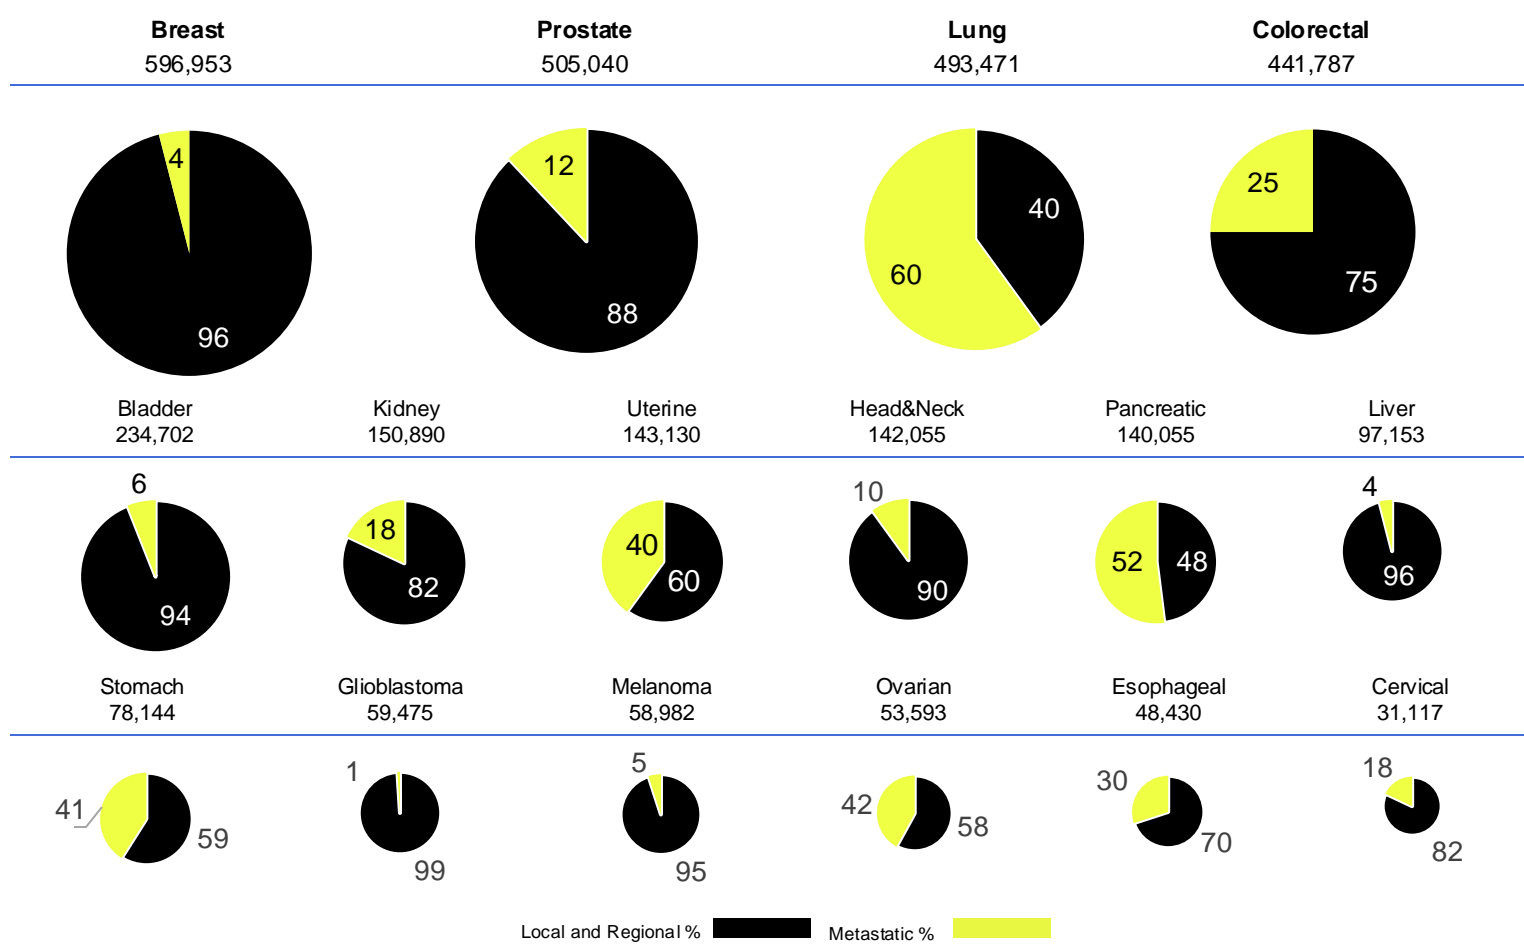 Breast Prostate Lung Colorectal
596,953 505,040 493,471 441,787
4 12 40 25
60 75
96 88
Bladder Kidney Uterine Head&Neck Pancreatic Liver
234,702 150,890 143,130 142,055 140,055 97,153
6 18 40 10 52 48 4
94 82 60 90 96
Stomach Glioblastoma Melanoma Ovarian Esophageal Cervical
78,144 59,475 58,982 53,593 48,430 31,117
41 1 5 42 30 18
59 99 95 58 70 82
Local and Regional % Metastatic %